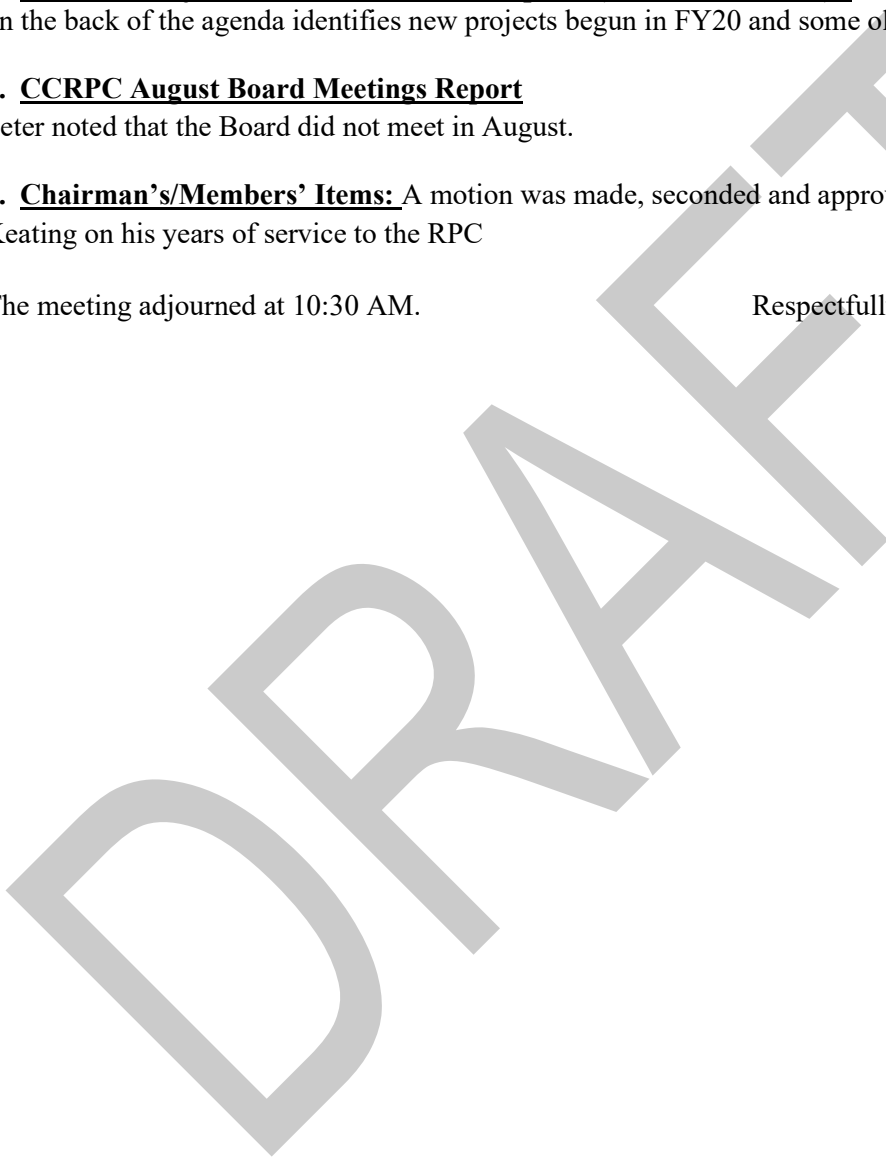 n the back of the agenda identifies new projects begun in FY20 and some ol
. CCRPC August Board Meetings Report
eter noted that the Board did not meet in August.
. Chairman’s/Members’ Items: A motion was made, seconded and approv
Keating on his years of service to the RPC
The meeting adjourned at 10:30 AM. Respectfull
DRAFT